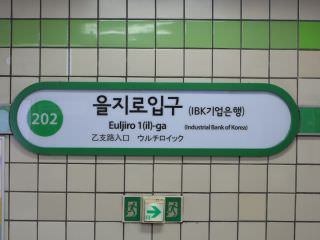 202
을지로입구 (IBK기업은행)
Euljiro 1(il)-ga (Industrial Bank of Korea)
乙支路入口 ウルチロイック